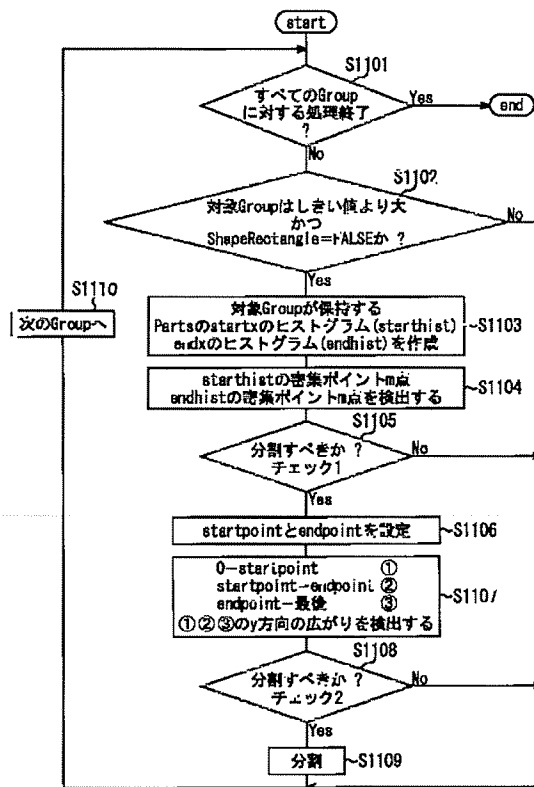 start
S1101
すべてのGroup
に対する処理終了
?
Yes
end
No
S1102
対象Groupはしきい値より大
かつ
ShapeRectangle=FALSEか ?
No
Yes
S1110
次のGroupへ
対象Groupが保持する
Partsのstartxのヒストグラム(starthist)
endxのヒストグラム(endhist)を作成
S1103
starthistの密集ポイントm点
endhistの密集ポイントm点を検出する
S1104
S1105
分割すべきか ?
チェック1
No
Yes
startpointとendpointを設定
S1106
0-startpoint ①
startpoint-endpoint ②
endpoint-最後 ③
①②③のy方向の広がりを検出する
S1107
S1108
分割すべきか ?
チェック2
No
Yes
分割
S1109